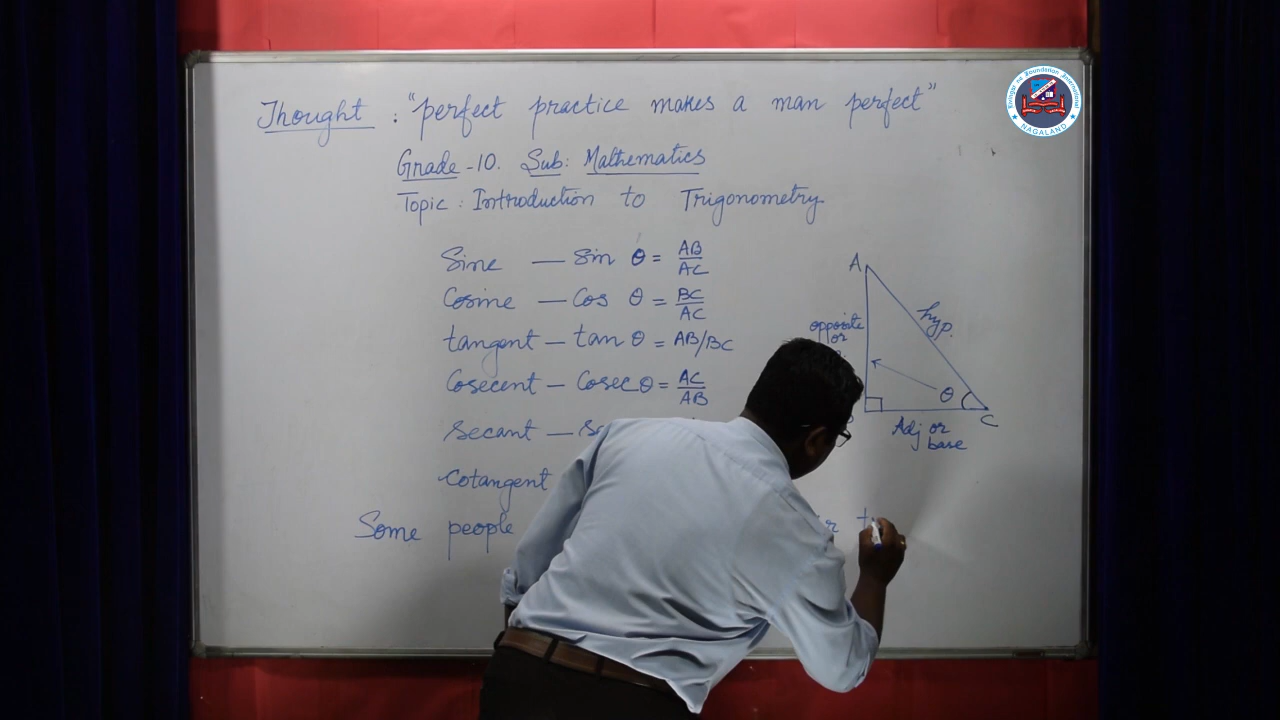 Thought : "perfect practice makes a man perfect"
Grade -10. Sub: Mathematics
Topic : Introduction to Trigonometry
Sine — Sin θ = AB/AC
Cosine — Cos θ = BC/AC
tangent — tan θ = AB/BC
Cosecent — Cosec θ = AC/AB
Secant —
Cotangent
Some people
A
opposite
or
hyp.
θ
C
Adj or
base
NAGALAND